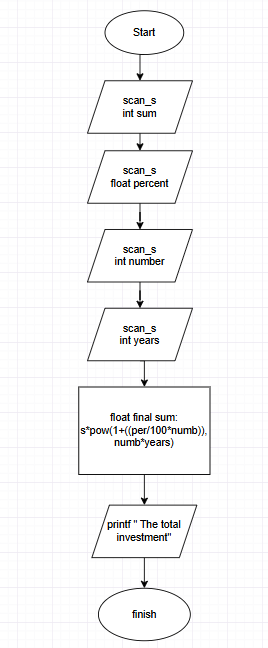 Start
scan_s
int sum
scan_s
float percent
scan_s
int number
scan_s
int years
float final sum:
s*pow(1+((per/100*numb)),
numb*years)
printf " The total
investment"
finish